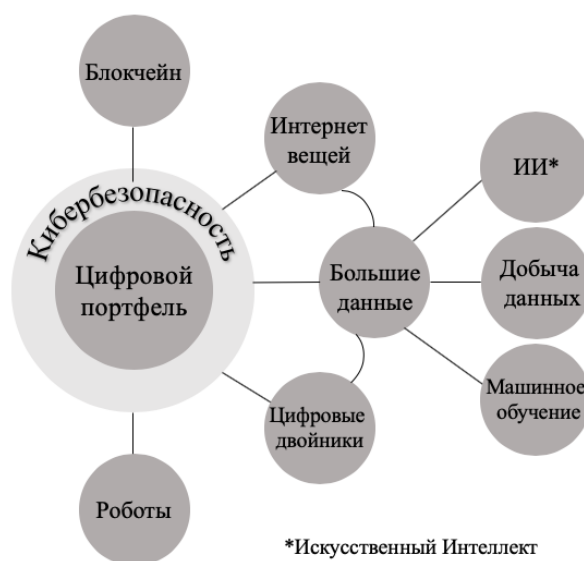 Блокчейн
Интернет
вещей
Кибербезопасность
ИИ*
Цифровой
портфель
Большие
данные
Добыча
данных
Машинное
обучение
Цифровые
двойники
Роботы
*Искусственный Интеллект